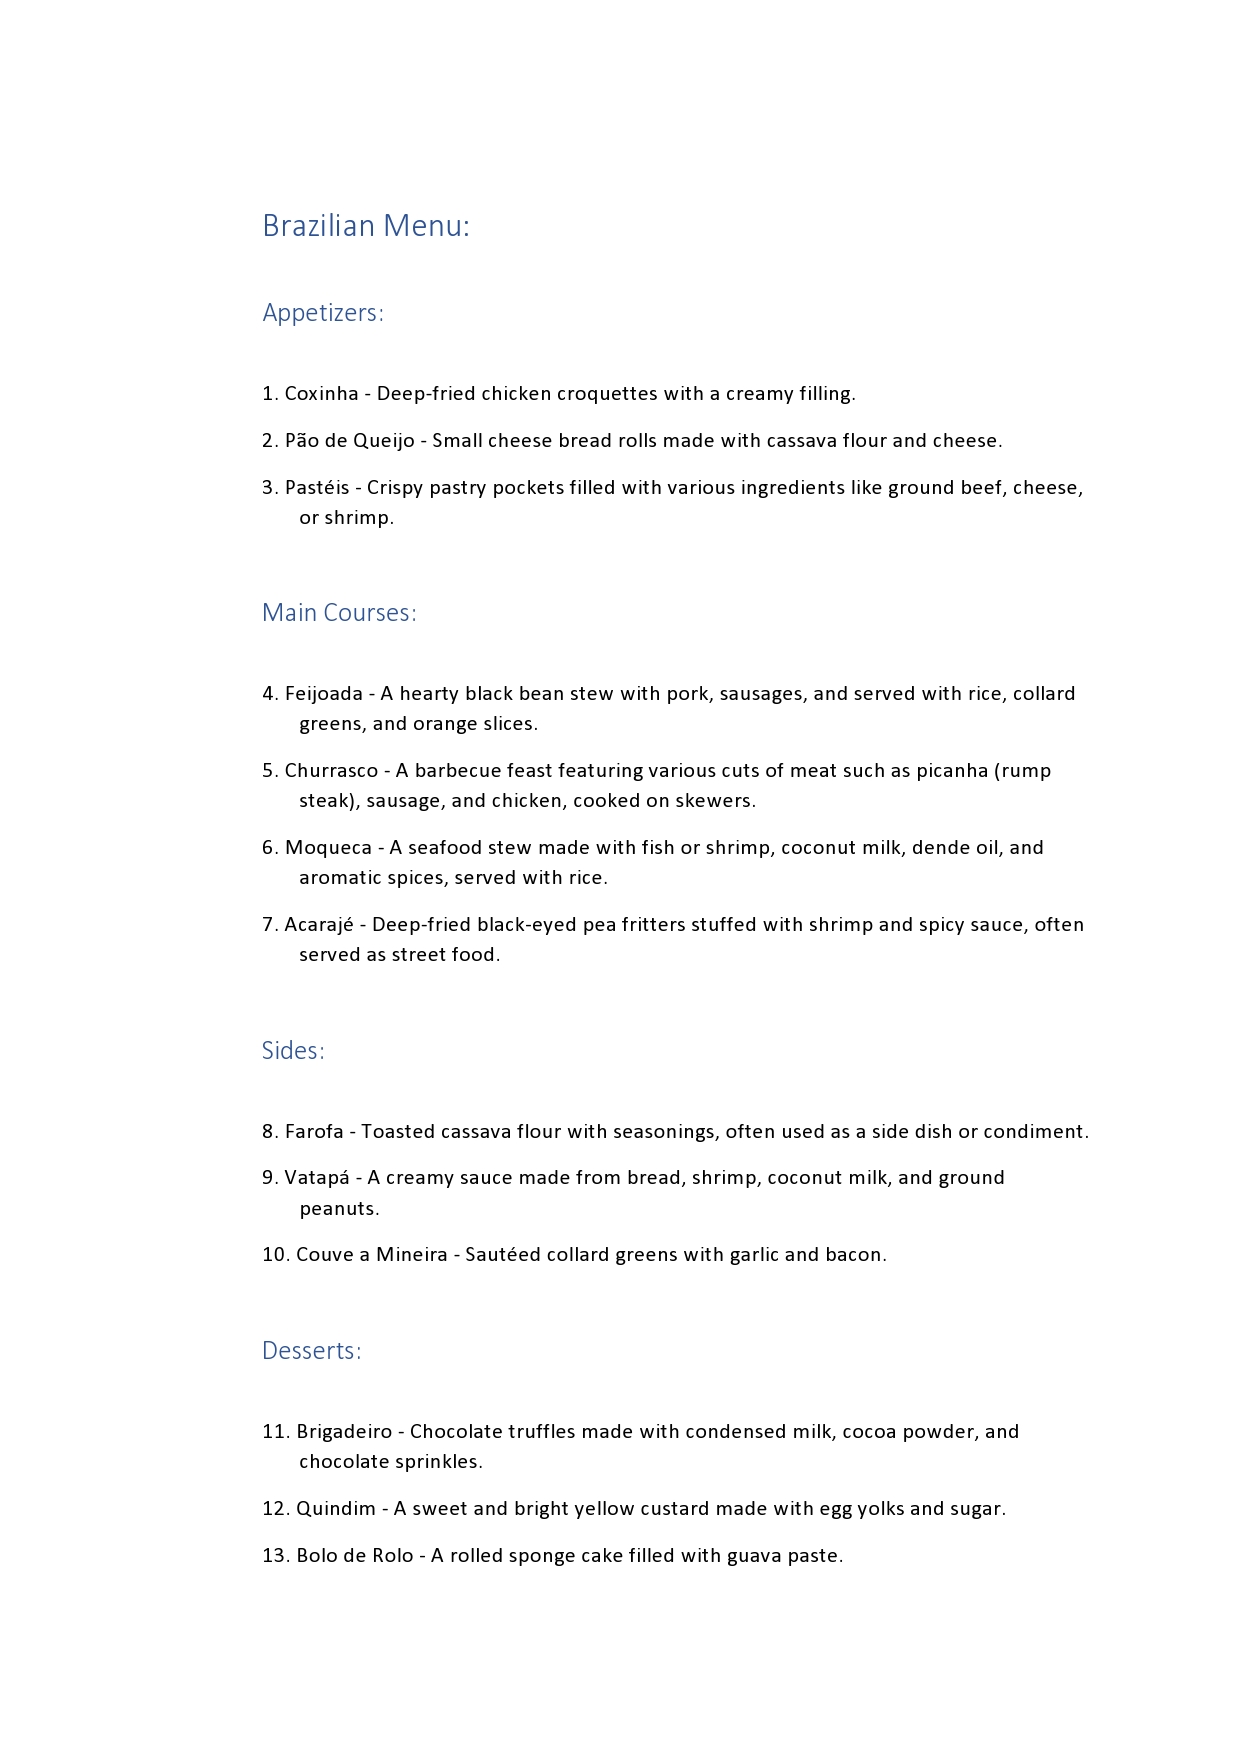 Brazilian Menu:
Appetizers:
1. Coxinha - Deep-fried chicken croquettes with a creamy filling.
2. Pão de Queijo - Small cheese bread rolls made with cassava flour and cheese.
3. Pastéis - Crispy pastry pockets filled with various ingredients like ground beef, cheese,
or shrimp.
Main Courses:
4. Feijoada - A hearty black bean stew with pork, sausages, and served with rice, collard
greens, and orange slices.
5. Churrasco - A barbecue feast featuring various cuts of meat such as picanha (rump
steak), sausage, and chicken, cooked on skewers.
6. Moqueca - A seafood stew made with fish or shrimp, coconut milk, dende oil, and
aromatic spices, served with rice.
7. Acarajé - Deep-fried black-eyed pea fritters stuffed with shrimp and spicy sauce, often
served as street food.
Sides:
8. Farofa - Toasted cassava flour with seasonings, often used as a side dish or condiment.
9. Vatapá - A creamy sauce made from bread, shrimp, coconut milk, and ground
peanuts.
10. Couve a Mineira - Sautéed collard greens with garlic and bacon.
Desserts:
11. Brigadeiro - Chocolate truffles made with condensed milk, cocoa powder, and
chocolate sprinkles.
12. Quindim - A sweet and bright yellow custard made with egg yolks and sugar.
13. Bolo de Rolo - A rolled sponge cake filled with guava paste.